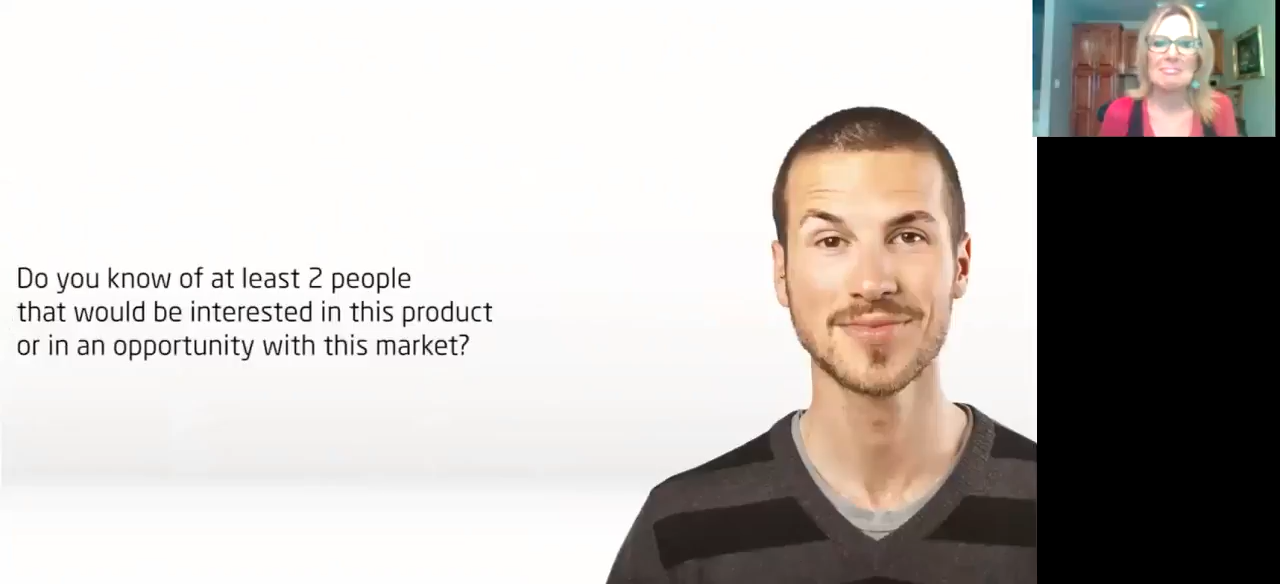 Do you know of at least 2 people
that would be interested in this product
or in an opportunity with this market?